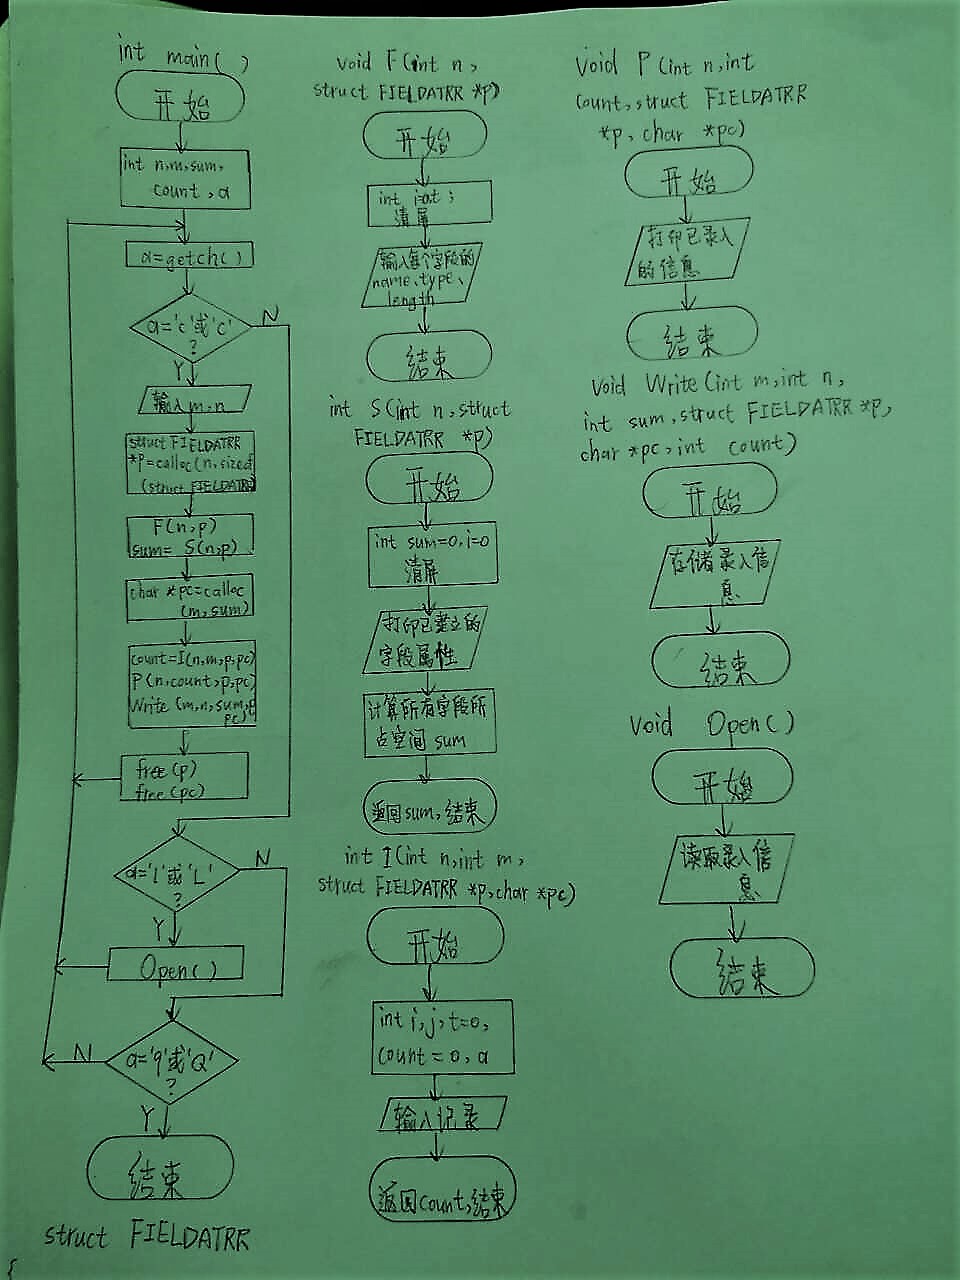 int main( )
开始
int n,m,sum,
count,a
a=getch( )
a='c'或'c'
?
N
Y
输入m,n
struct FIELDATRR
*p=calloc(n,sizeof
(struct FIELDATRR
F(n,p)
sum= S(n,p)
char *pc=calloc
(m,sum)
count=I(n,m,p,pc)
P(n,count,p,pc)
Write (m,n,sum,p
pc)
free(p)
free(pc)
a='l'或'L'
?
N
Y
Open( )
a='q'或'Q'
?
N
Y
结束
struct FIELDATRR
{
void F(int n,
struct FIELDATRR *p)
开始
清屏
输入每个字段的
name、type、
length
结束
int S(int n,struct
FIELDATRR *p)
开始
int sum=0,i=0
清屏
打印已建立的
字段属性
计算所有字段所
占空间 sum
返回sum,结束
int I(int n,int m,
struct FIELDATRR *p,char *pc)
开始
int i,j,t=0,
count=0,a
输入记录
返回count,结束
void P(int n,int
count,struct FIELDATRR
*p,char *pc)
开始
打印已录入
的信息
结束
void Write(int m,int n,
int sum,struct FIELDATRR *p,
char *pc,int count)
开始
存储录入信
息
结束
void Open( )
开始
读取录入信
息
结束